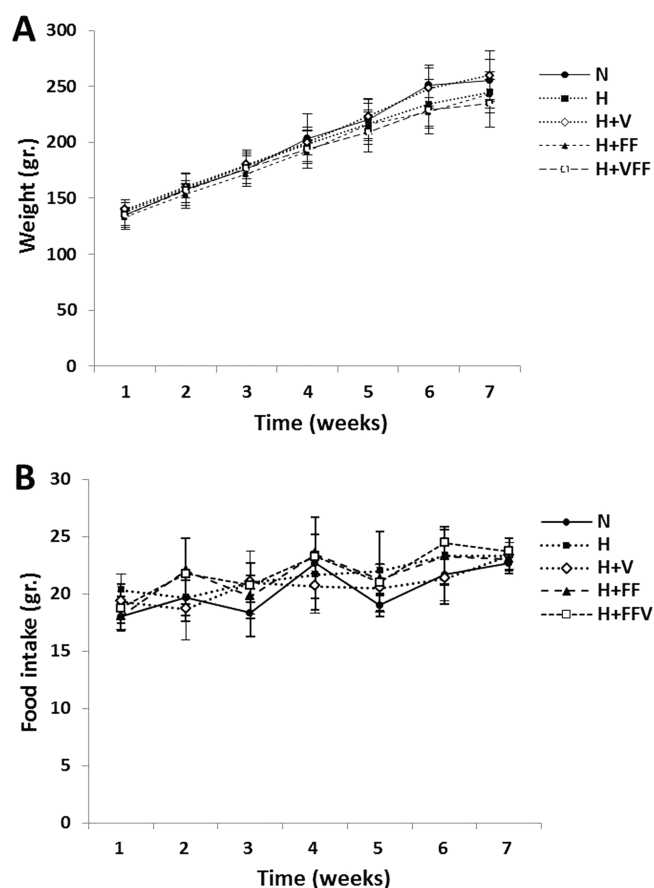 A
Weight (gr.)
300
250
200
150
100
50
0
1 2 3 4 5 6 7
Time (weeks)
N
H
H+V
H+FF
H+VFF
B
Food intake (gr.)
30
25
20
15
10
5
0
1 2 3 4 5 6 7
Time (weeks)
N
H
H+V
H+FF
H+FFV